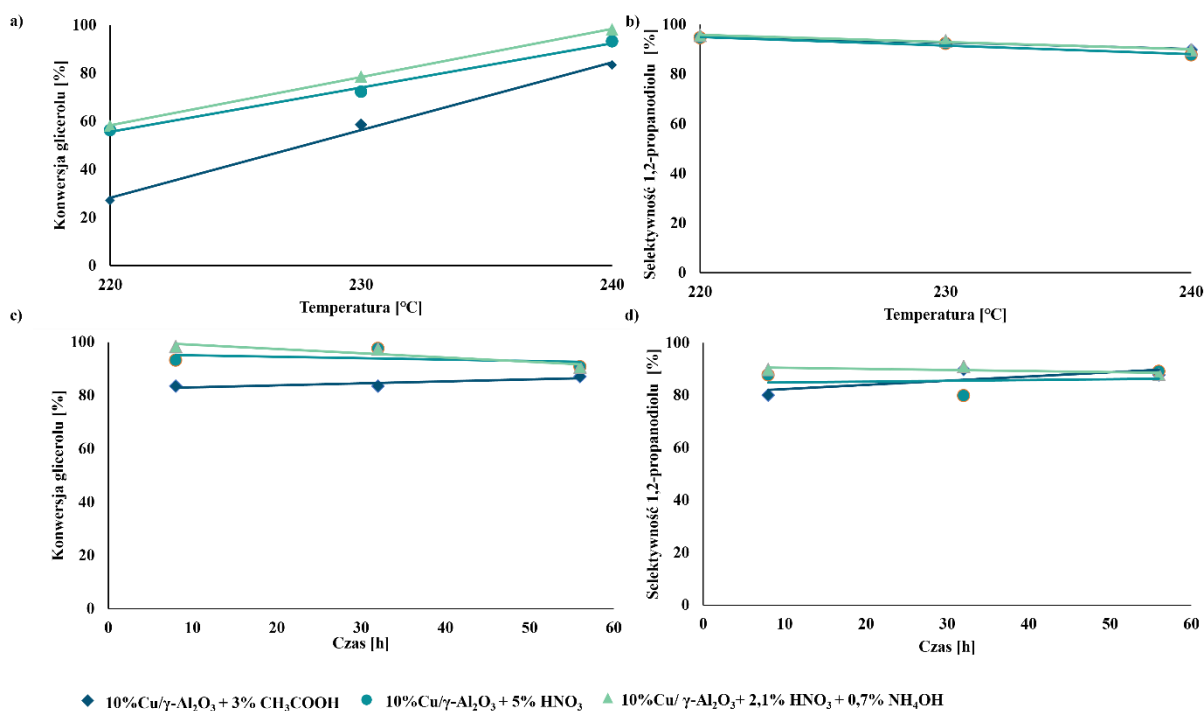 a)
Konwersja glicerolu [%]
100
80
60
40
20
0
220
230
240
Temperatura [°C]
b)
Selektywność 1,2-propanodiolu [%]
100
80
60
40
20
0
220
230
240
Temperatura [°C]
c)
Konwersja glicerolu [%]
100
80
60
40
20
0
0
10
20
30
40
50
60
Czas [h]
d)
Selektywność 1,2-propanodiolu [%]
100
80
60
40
20
0
0
10
20
30
40
50
60
Czas [h]
10%Cu/γ-Al₂O₃ + 3% CH₃COOH
10%Cu/γ-Al₂O₃ + 5% HNO₃
10%Cu/ γ-Al₂O₃+ 2,1% HNO₃ + 0,7% NH₄OH